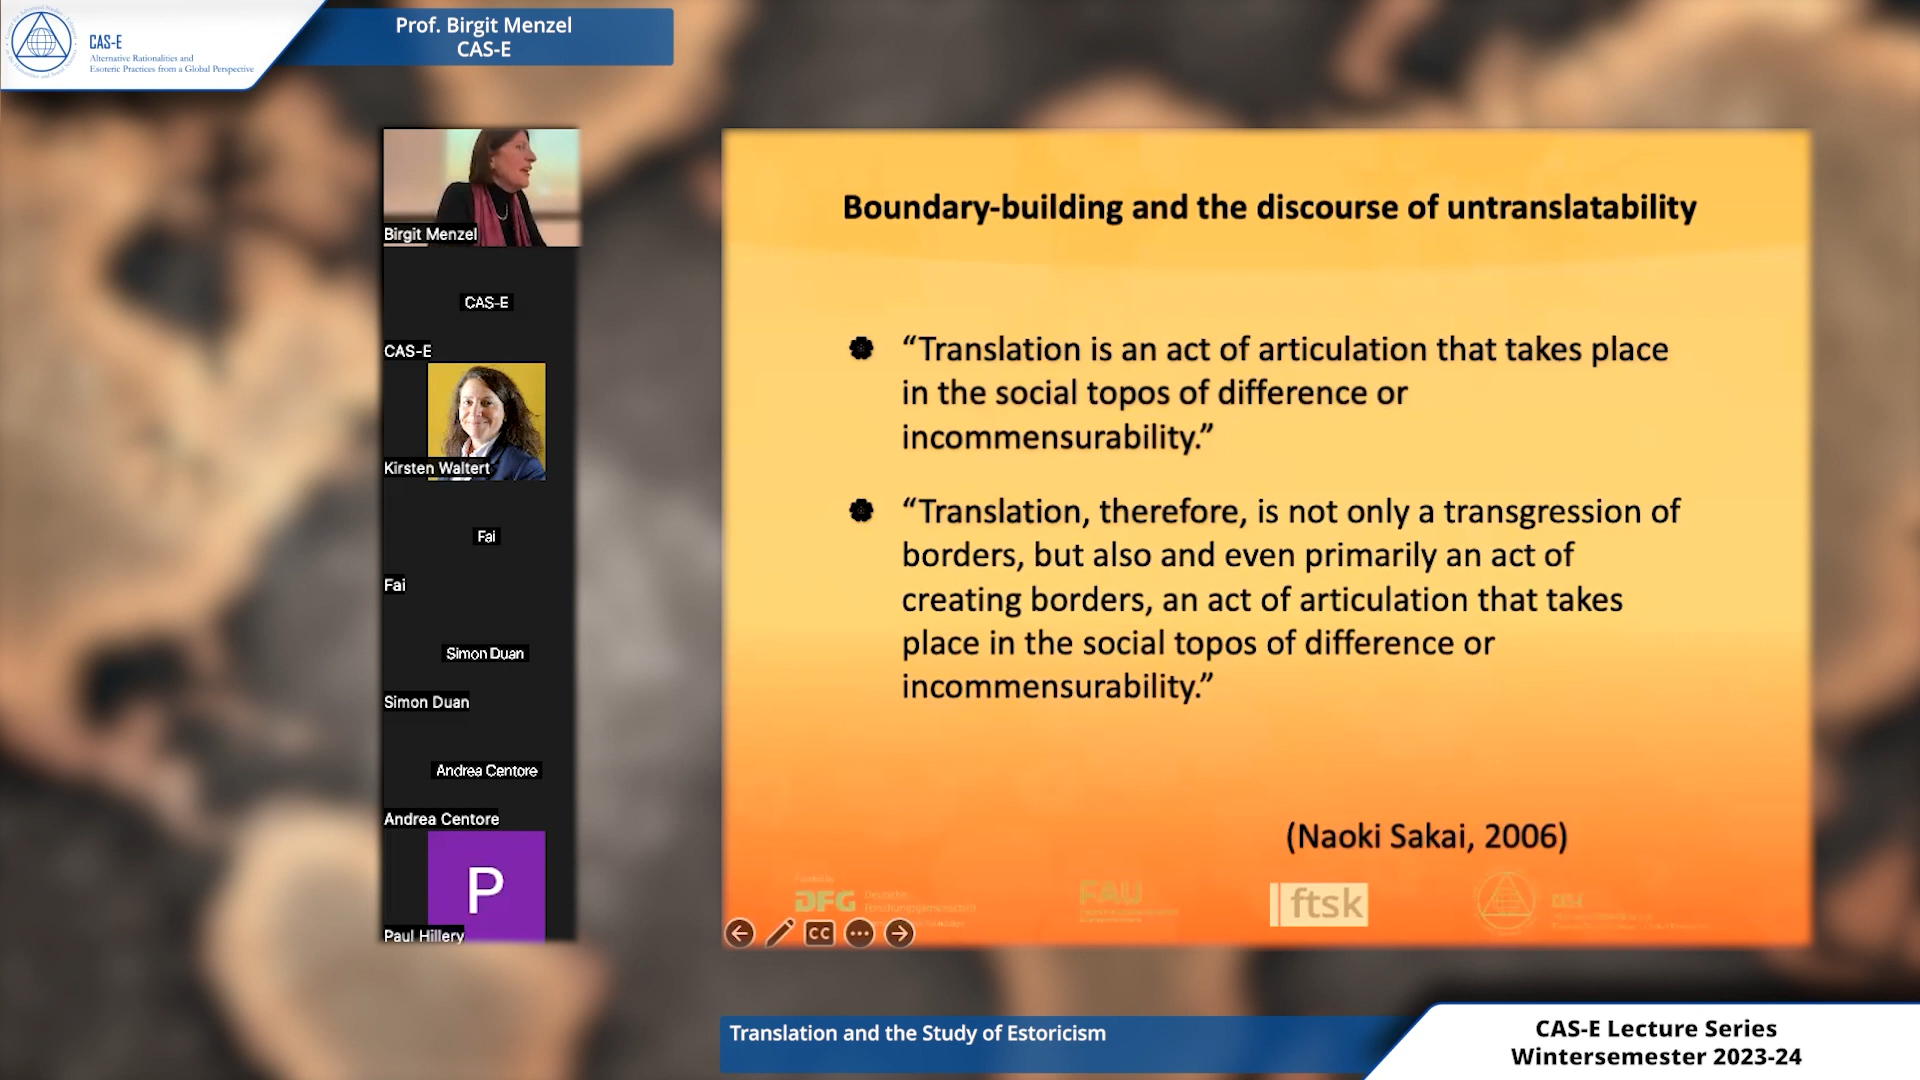 CAS-E
Alternative Rationalities and
Esoteric Practices from a Global Perspective
Prof. Birgit Menzel
CAS-E
Birgit Menzel
CAS-E
CAS-E
Kirsten Waltert
Fai
Fai
Simon Duan
Simon Duan
Andrea Centore
Andrea Centore
P
Paul Hillery
Boundary-building and the discourse of untranslatability
“Translation is an act of articulation that takes place
in the social topos of difference or
incommensurability.”
“Translation, therefore, is not only a transgression of
borders, but also and even primarily an act of
creating borders, an act of articulation that takes
place in the social topos of difference or
incommensurability.”
(Naoki Sakai, 2006)
DFG
Deutsche
Forschungsgemeinschaft
FAU
ftsk
CAS-E
CC
Translation and the Study of Estoricism
CAS-E Lecture Series
Wintersemester 2023-24